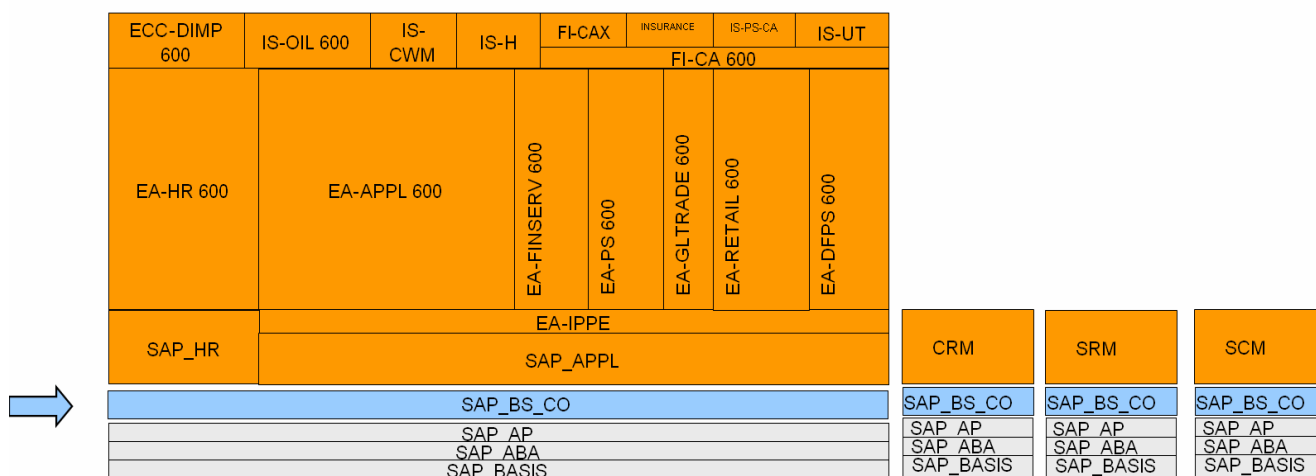 ECC-DIMP
600
IS-OIL 600
IS-
CWM
IS-H
FI-CAX
INSURANCE
IS-PS-CA
IS-UT
FI-CA 600
EA-HR 600
EA-APPL 600
EA-FINSERV 600
EA-PS 600
EA-GLTRADE 600
EA-RETAIL 600
EA-DFPS 600
EA-IPPE
SAP_HR
SAP_APPL
CRM
SRM
SCM
SAP_BS_CO
SAP_BS_CO
SAP_BS_CO
SAP_BS_CO
SAP_AP
SAP_AP
SAP_AP
SAP_AP
SAP_ABA
SAP_ABA
SAP_ABA
SAP_ABA
SAP_BASIS
SAP_BASIS
SAP_BASIS
SAP_BASIS